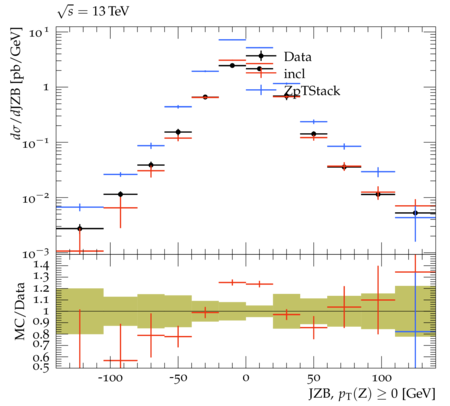 √s = 13 TeV
dσ/dJZB [pb/GeV]
10¹
1
10⁻¹
10⁻²
10⁻³
Data
incl
ZpTStack
MC/Data
1.4
1.3
1.2
1.1
1.0
0.9
0.8
0.7
0.6
0.5
-100 -50 0 50 100
JZB, p_T(Z) ≥ 0 [GeV]